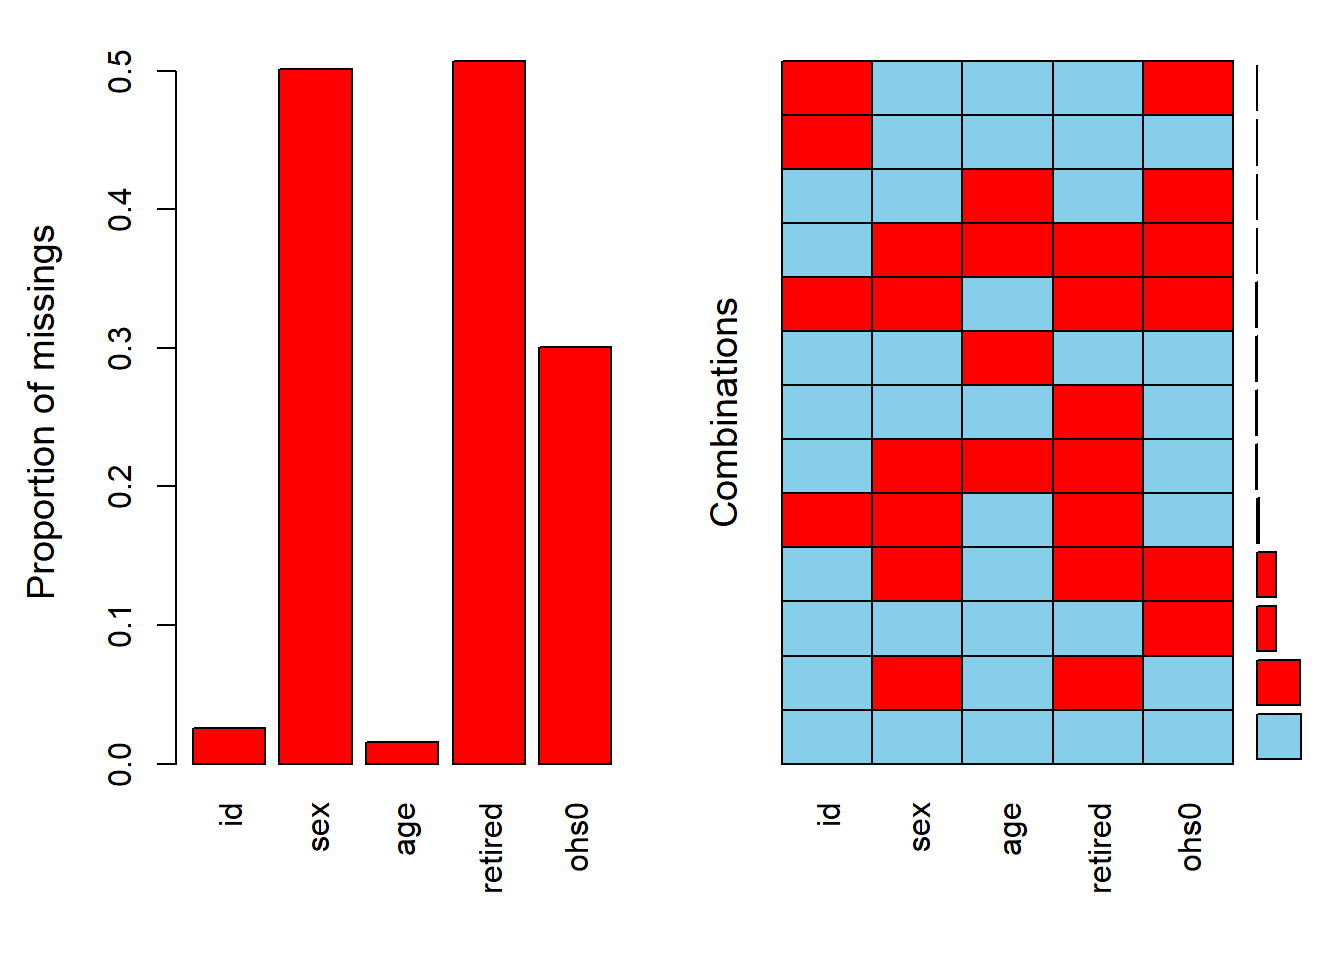 Proportion of missings
0.5
0.4
0.3
0.2
0.1
0.0
id
sex
age
retired
ohs0
Combinations
id
sex
age
retired
ohs0